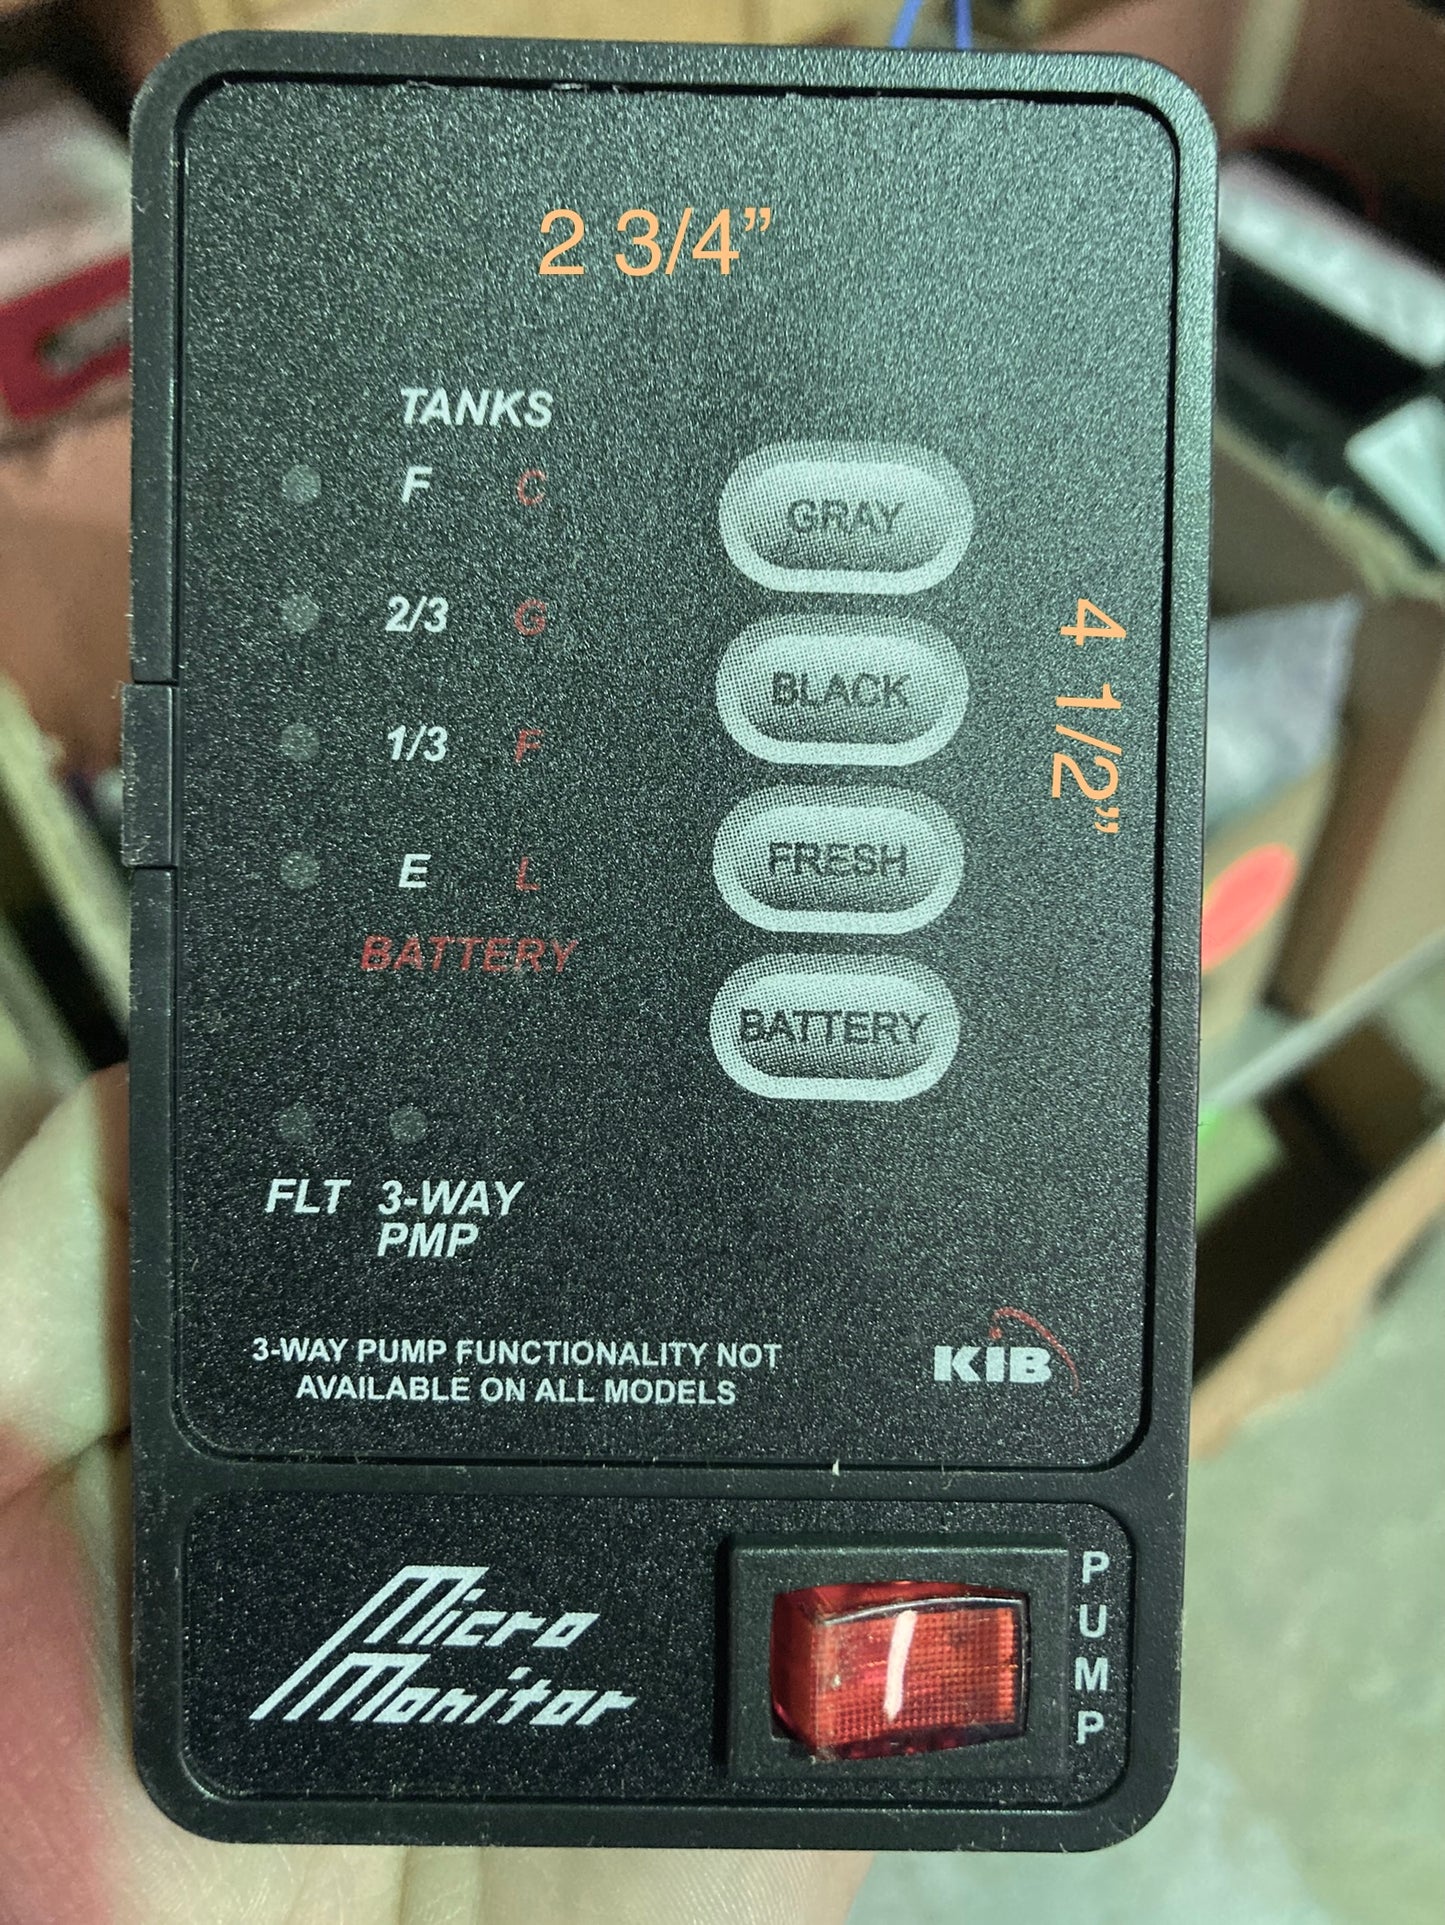 2 3/4”
4 1/2”
TANKS
F C
2/3 G
1/3 F
E L
BATTERY
GRAY
BLACK
FRESH
BATTERY
FLT 3-WAY
PMP
3-WAY PUMP FUNCTIONALITY NOT
AVAILABLE ON ALL MODELS
KIB
Micro
Monitor
PUMP